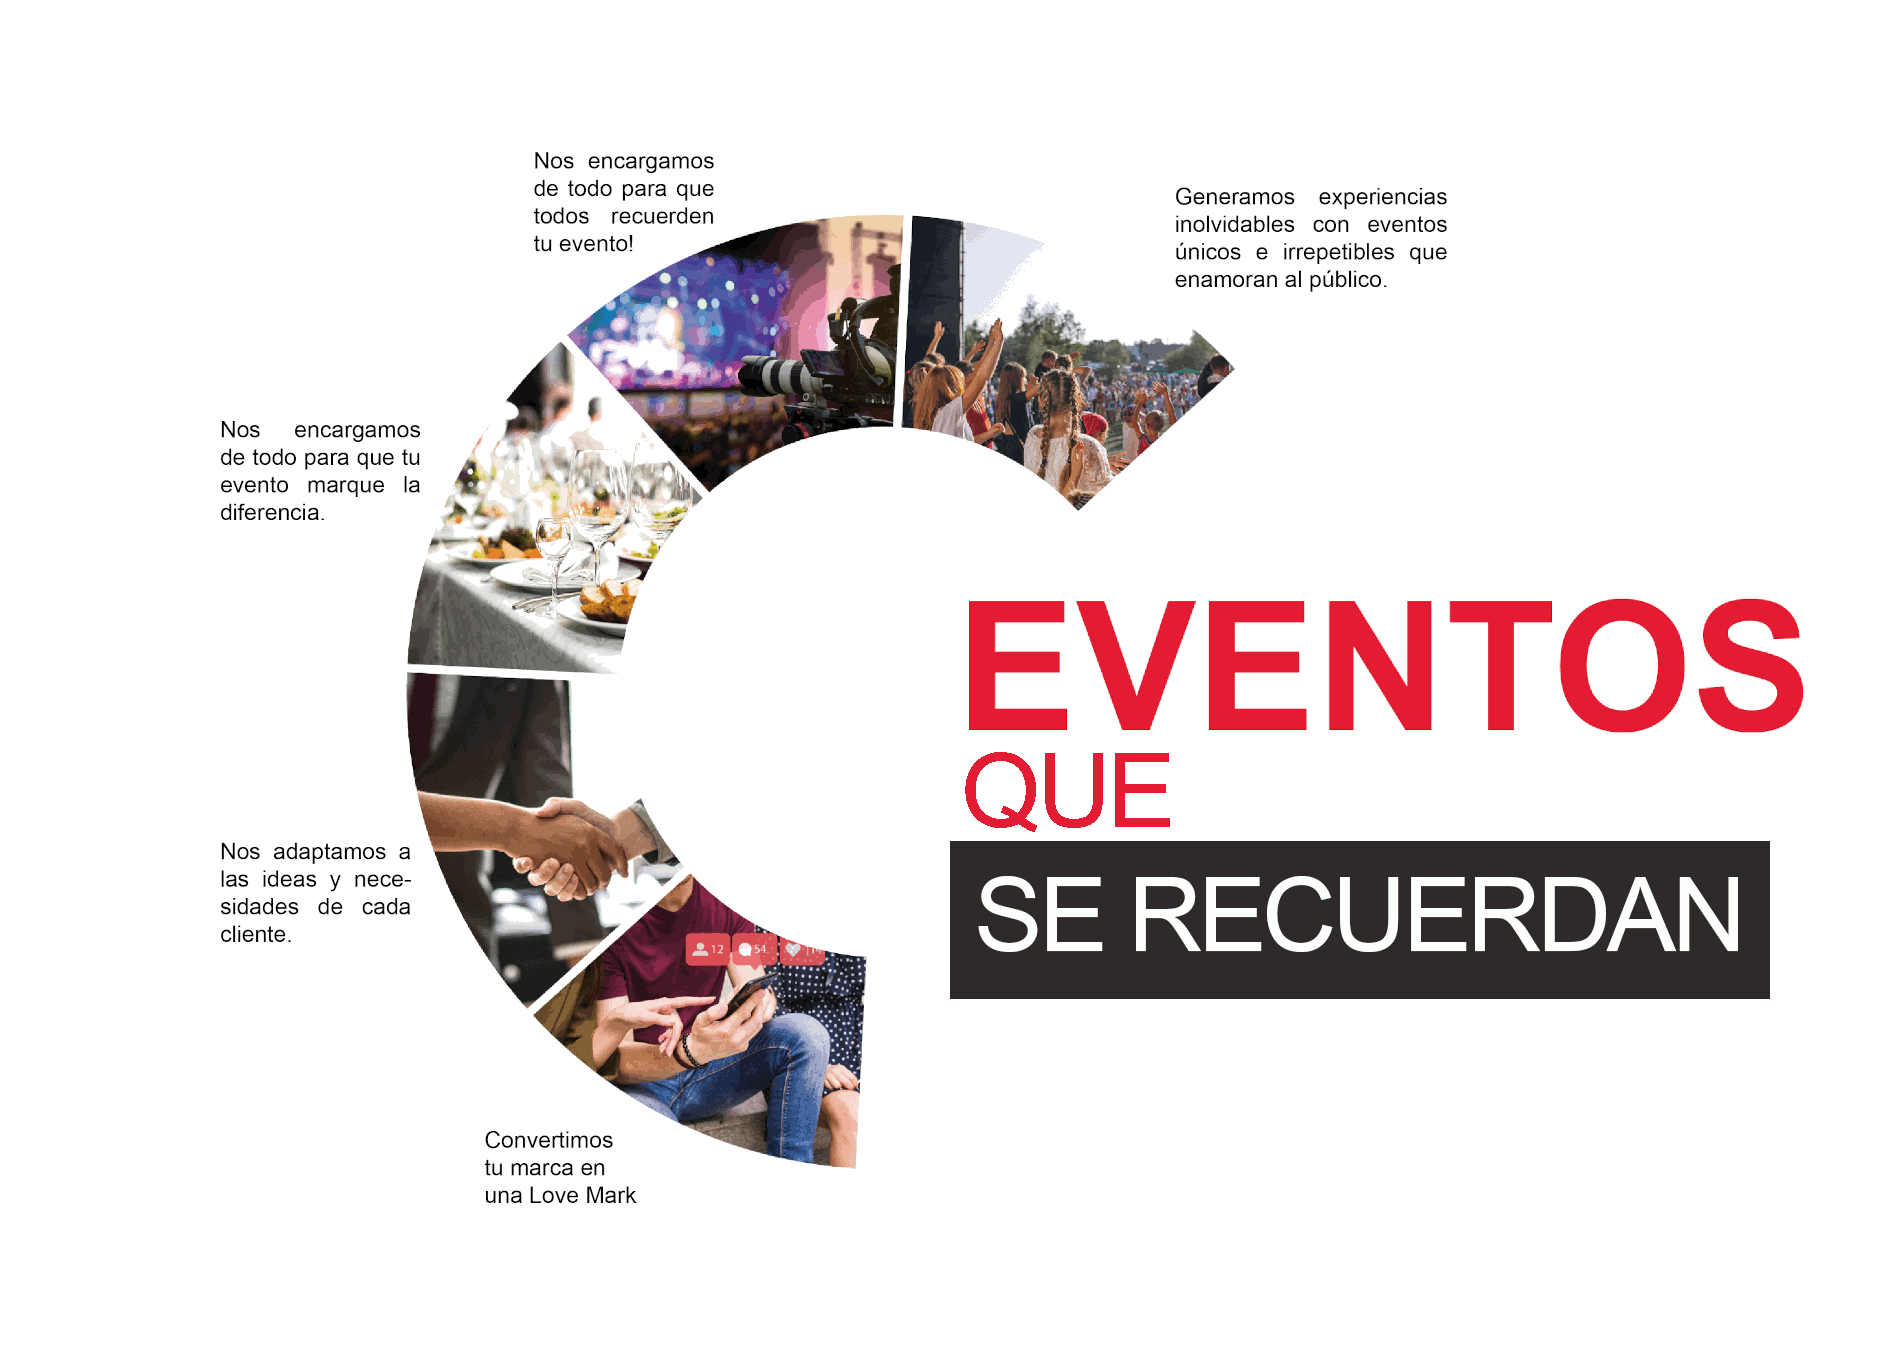 Nos encargamos
de todo para que
todos recuerden
tu evento!
Generamos experiencias
inolvidables con eventos
únicos e irrepetibles que
enamoran al público.
Nos encargamos
de todo para que tu
evento marque la
diferencia.
EVENTOS
QUE
SE RECUERDAN
Nos adaptamos a
las ideas y nece-
sidades de cada
cliente.
12
54
Convertimos
tu marca en
una Love Mark